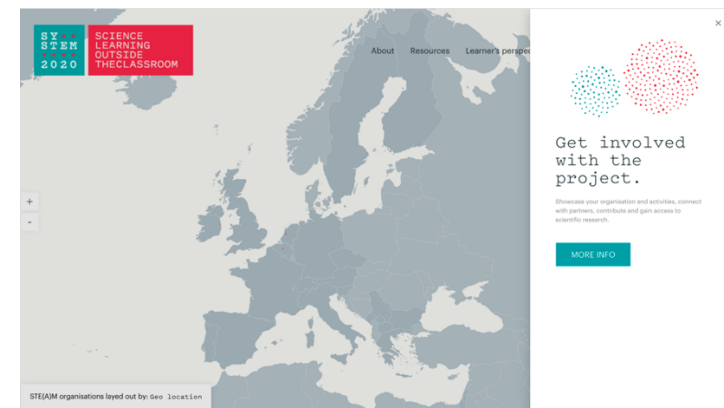 SY••
STEM
••••
2020
SCIENCE
LEARNING
OUTSIDE
THECLASSROOM
About Resources Learner's
×
Get involved
with the
project.
Showcase your organisation and activities, connect
with partners, contribute and gain access to
scientific research.
MORE INFO
+
-
STE(A)M organisations layed out by: Geo location